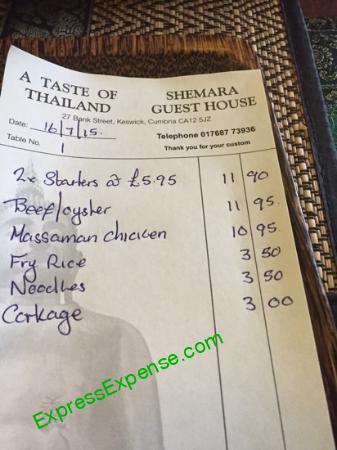 A TASTE OF THAILAND
SHEMARA GUEST HOUSE
27 Bank Street, Keswick, Cumbria CA12 5JZ
Date: 16/7/15.
Telephone 017687 73936
Table No. 1
Thank you for your custom
2x Starters @ £5.95 11 90
Beef/oyster 11 95.
Massaman chicken 10 95.
Fry Rice 3 50
Noodles 3 50
Corkage 3 00
ExpressExpense.com